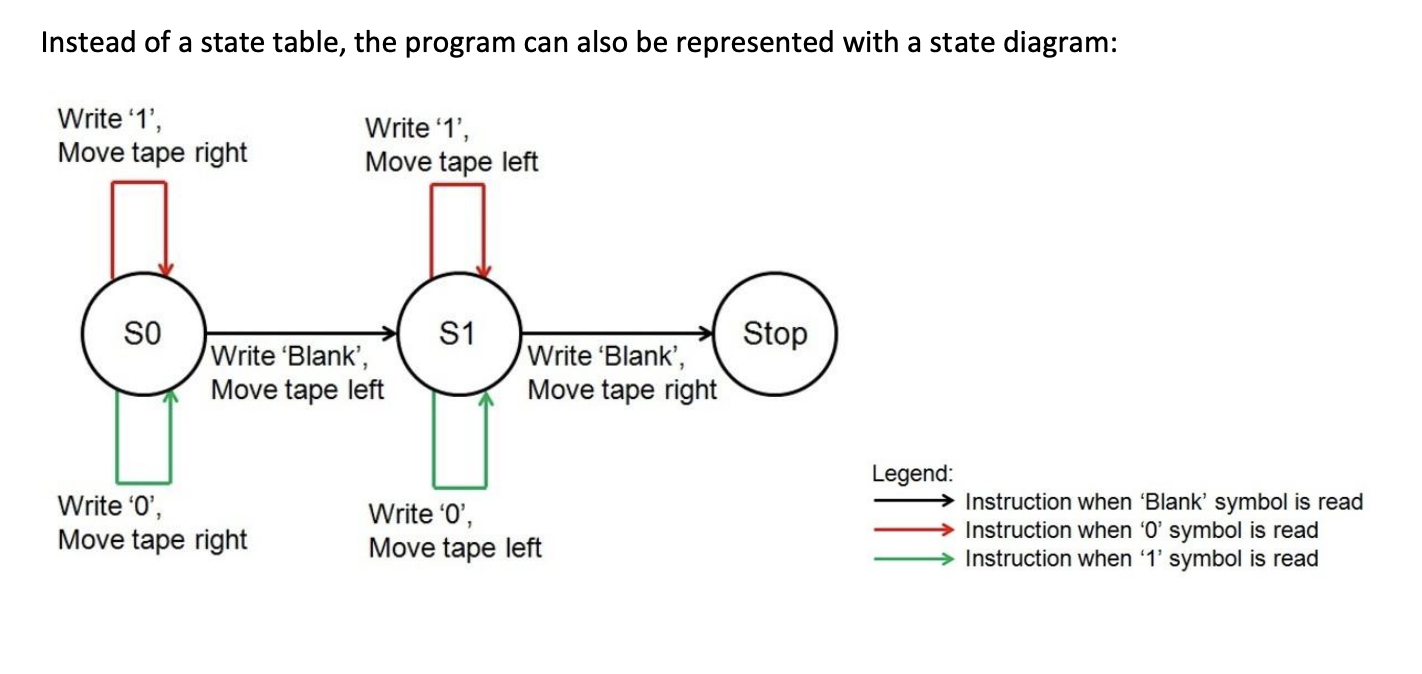 Instead of a state table, the program can also be represented with a state diagram:
Write ‘1’,
Move tape right
Write ‘1’,
Move tape left
S0
Write ‘Blank’,
Move tape left
S1
Write ‘Blank’,
Move tape right
Stop
Write ‘0’,
Move tape right
Write ‘0’,
Move tape left
Legend:
Instruction when ‘Blank’ symbol is read
Instruction when ‘0’ symbol is read
Instruction when ‘1’ symbol is read